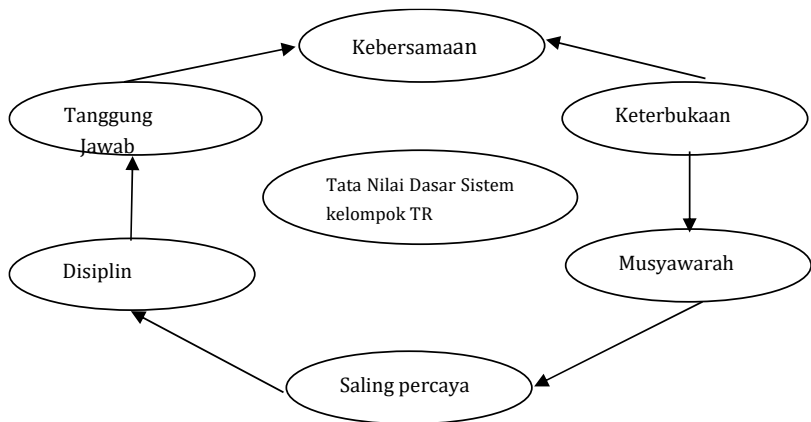 Kebersamaan
Tanggung
Jawab
Keterbukaan
Tata Nilai Dasar Sistem
kelompok TR
Disiplin
Musyawarah
Saling percaya